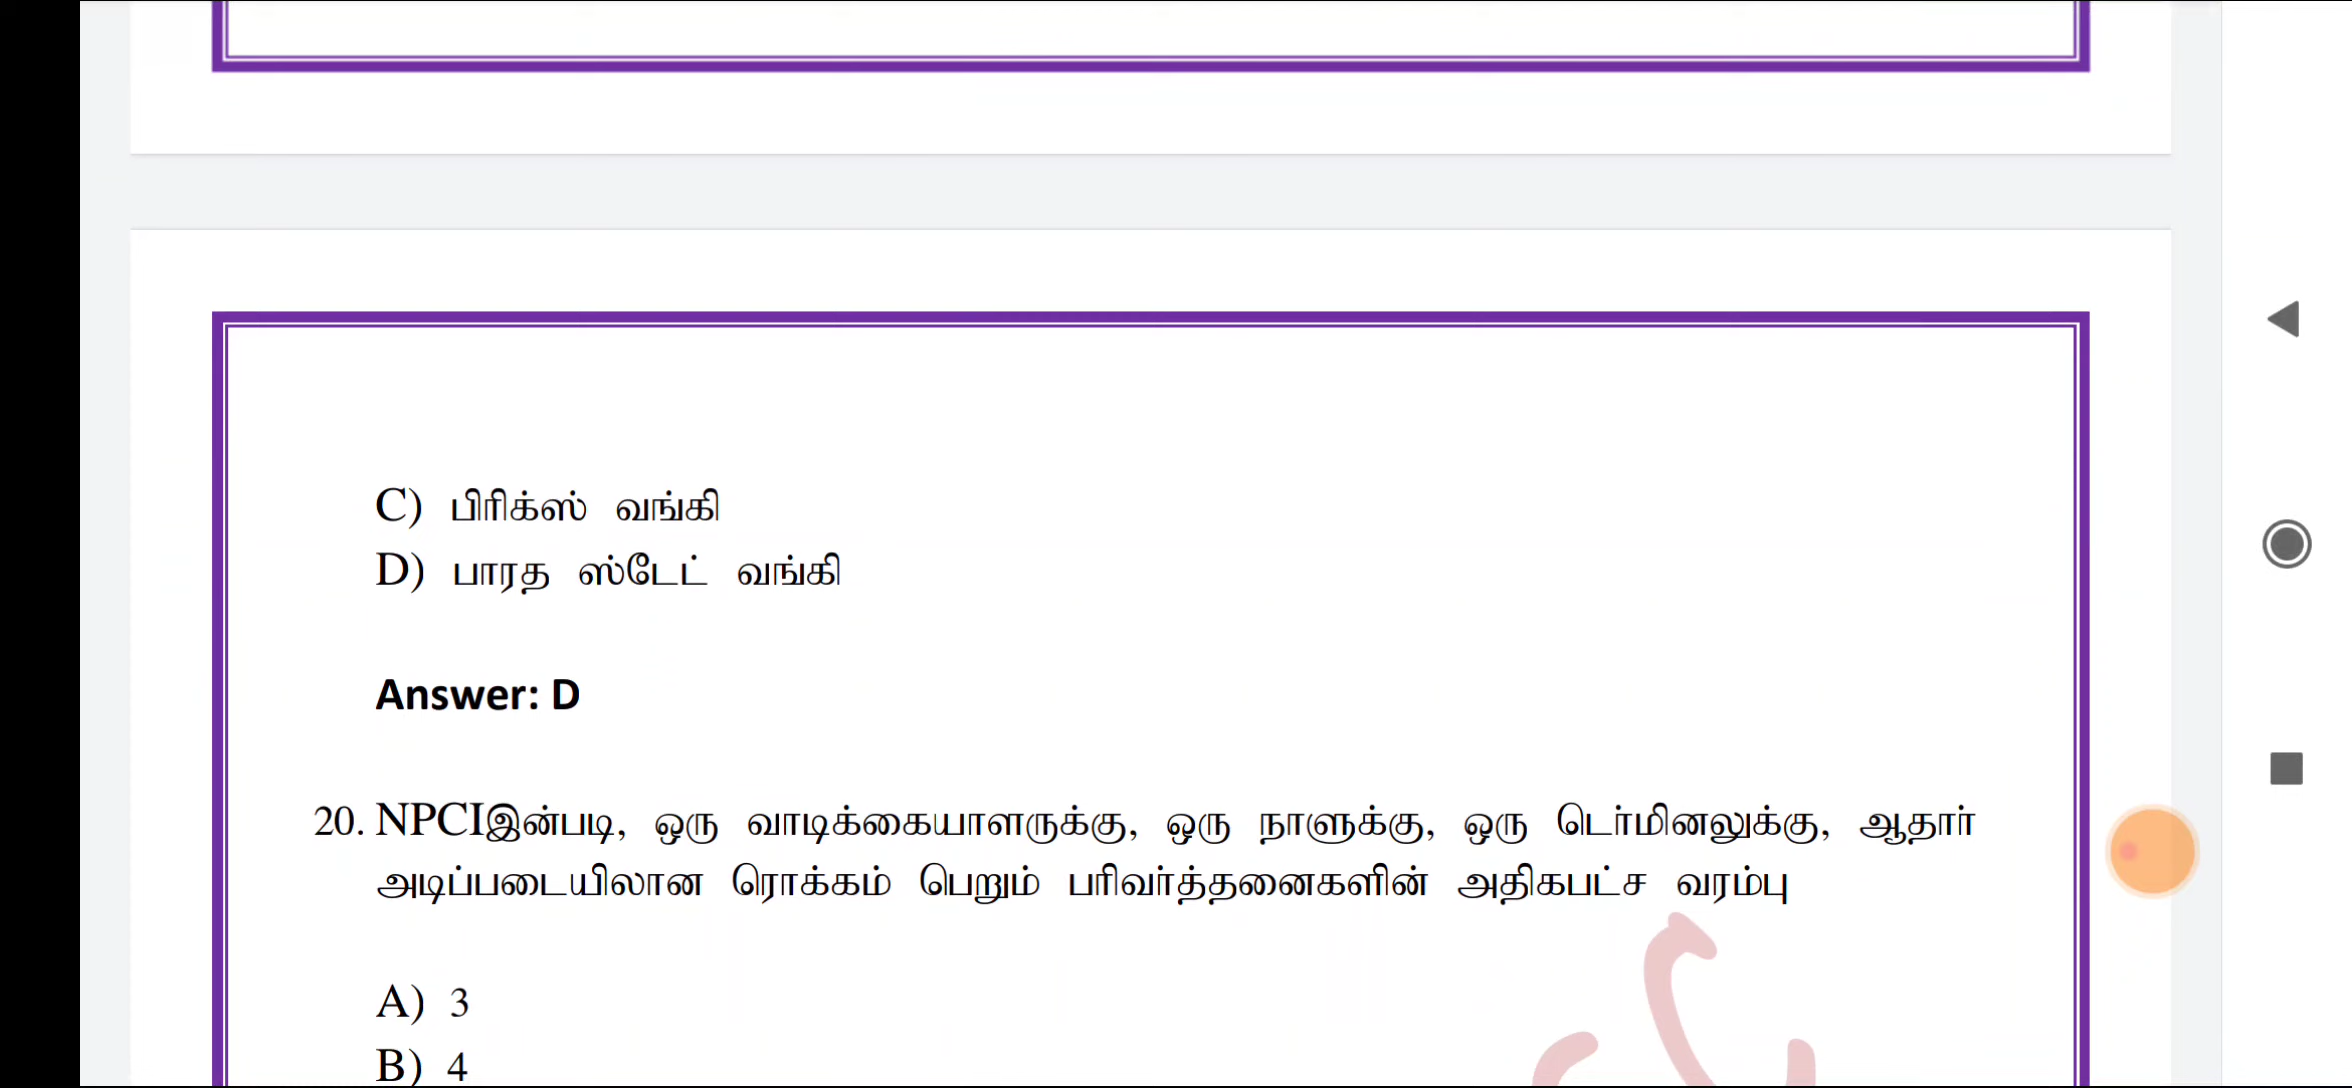 C) பிரிக்ஸ் வங்கி
D) பாரத ஸ்டேட் வங்கி
Answer: D
20. NPCIஇன்படி, ஒரு வாடிக்கையாளருக்கு, ஒரு நாளுக்கு, ஒரு டெர்மினலுக்கு, ஆதார்
அடிப்படையிலான ரொக்கம் பெறும் பரிவர்த்தனைகளின் அதிகபட்ச வரம்பு
A) 3
B) 4